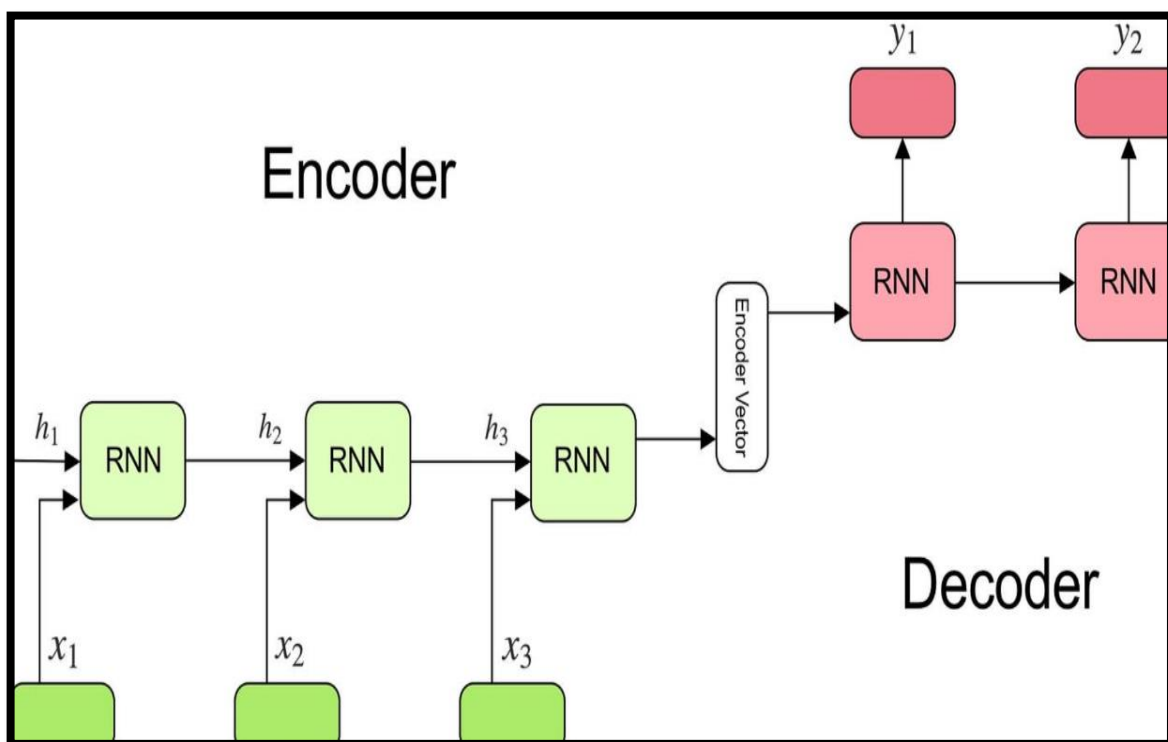 y1
y2
Encoder
RNN
RNN
Encoder Vector
h1
RNN
h2
RNN
h3
RNN
Decoder
x1
x2
x3